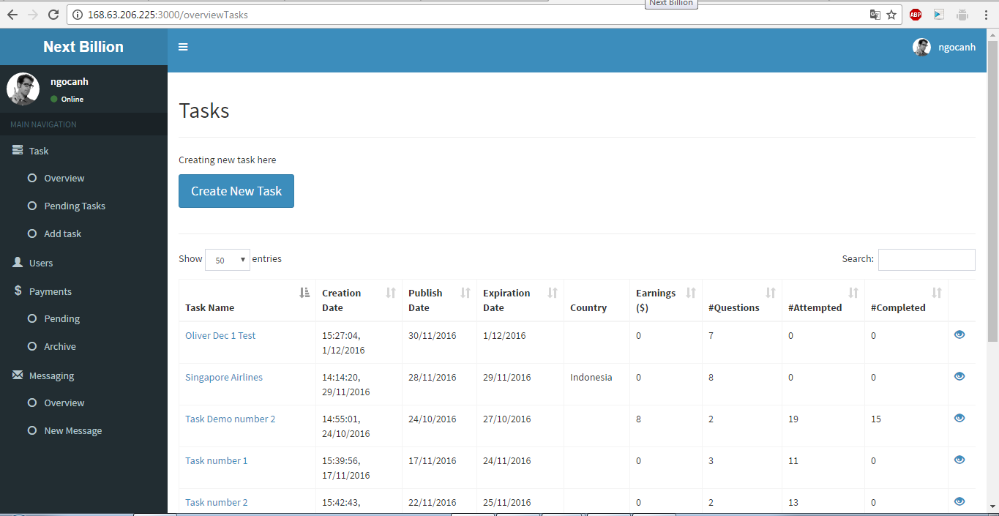 Next Billion
168.63.206.225:3000/overviewTasks
ABP
Next Billion
ngocanh
ngocanh
Online
MAIN NAVIGATION
Task
Overview
Pending Tasks
Add task
Users
Payments
Pending
Archive
Messaging
Overview
New Message
Tasks
Creating new task here
Create New Task
Show 50 entries Search:
Task Name Creation Date Publish Date Expiration Date Country Earnings ($) #Questions #Attempted #Completed
Oliver Dec 1 Test 15:27:04, 1/12/2016 30/11/2016 1/12/2016 0 7 0 0
Singapore Airlines 14:14:20, 29/11/2016 28/11/2016 29/11/2016 Indonesia 0 8 0 0
Task Demo number 2 14:55:01, 24/10/2016 24/10/2016 27/10/2016 8 2 19 15
Task number 1 15:39:56, 17/11/2016 17/11/2016 24/11/2016 0 3 11 0
Task number 2 15:42:43, 22/11/2016 25/11/2016 0 2 13 0